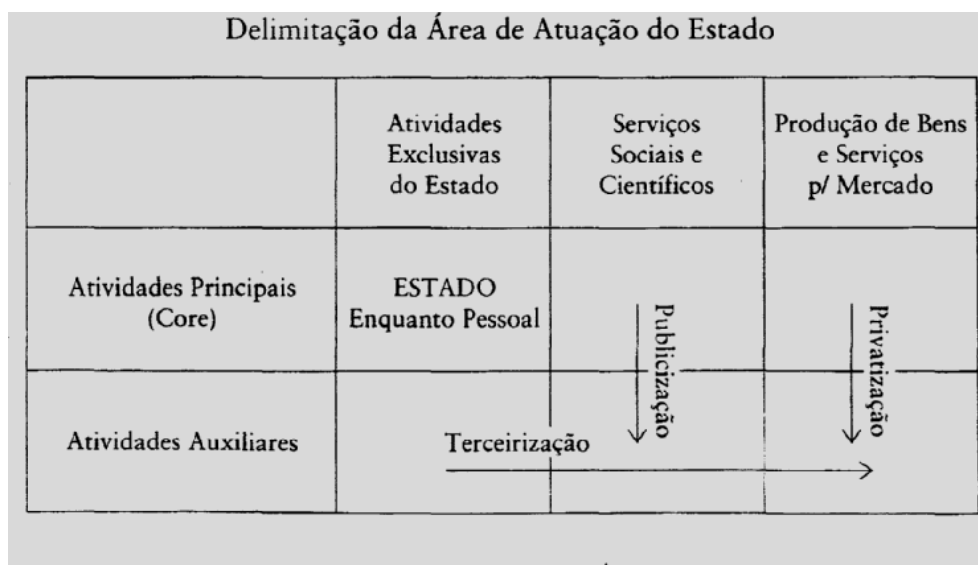 Delimitação da Área de Atuação do Estado
Atividades
Exclusivas
do Estado
Serviços
Sociais e
Científicos
Produção de Bens
e Serviços
p/ Mercado
Atividades Principais
(Core)
ESTADO
Enquanto Pessoal
Publicização
Privatização
Atividades Auxiliares
Terceirização